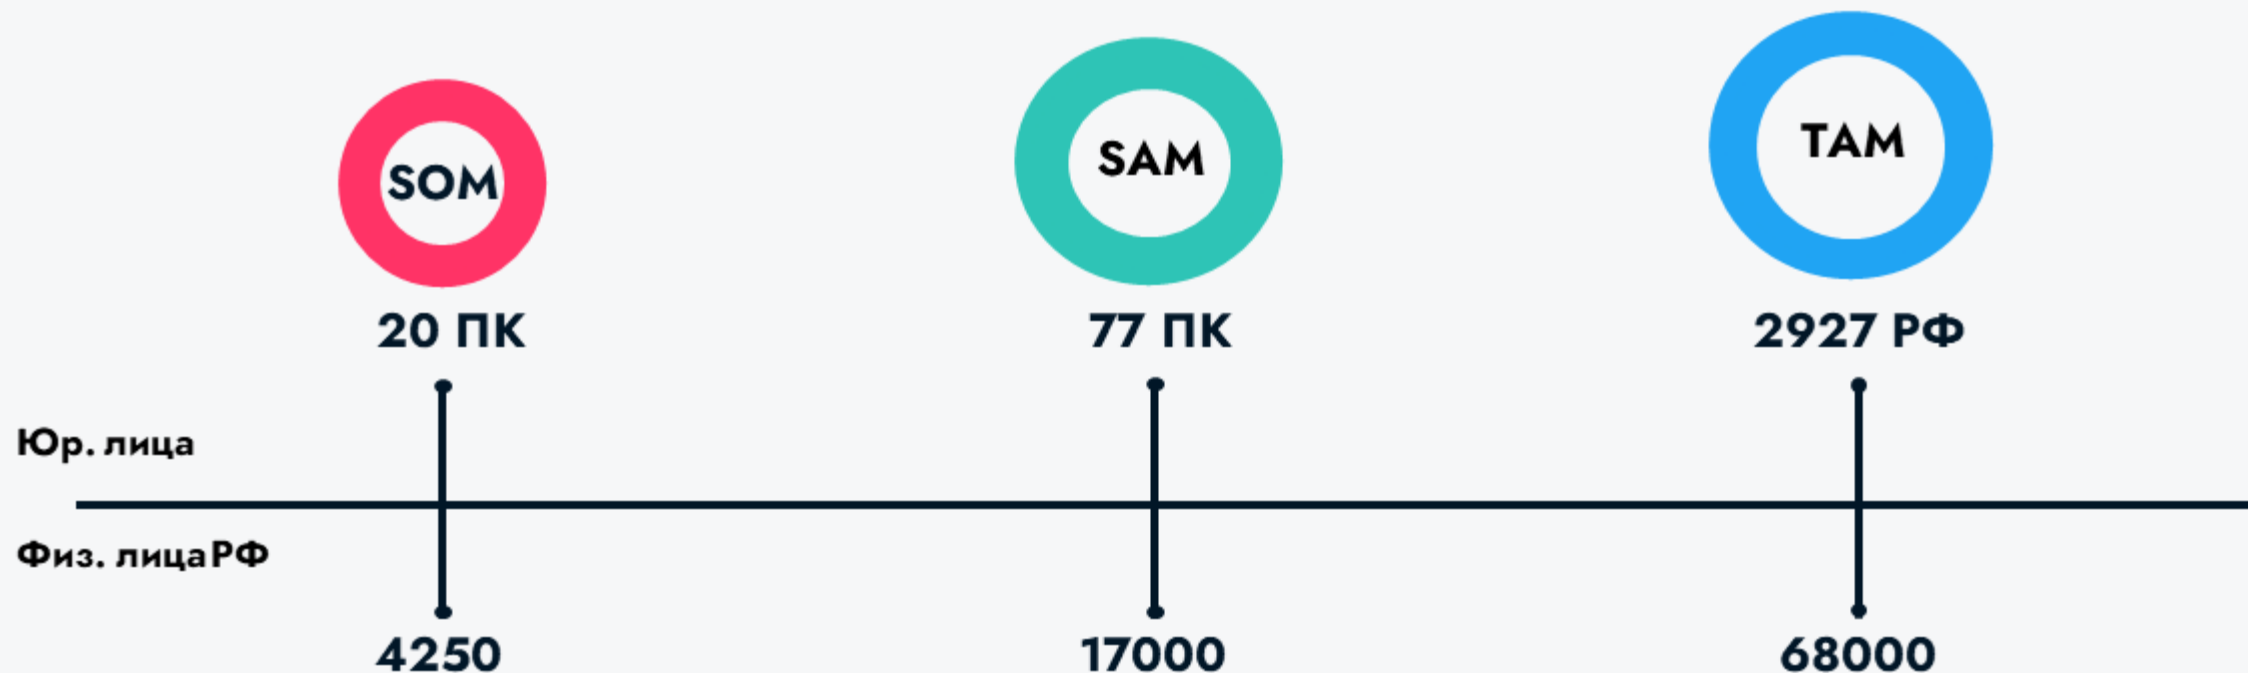 SOM
SAM
TAM
20 ПК
77 ПК
2927 РФ
Юр. лица
Физ. лица РФ
4250
17000
68000